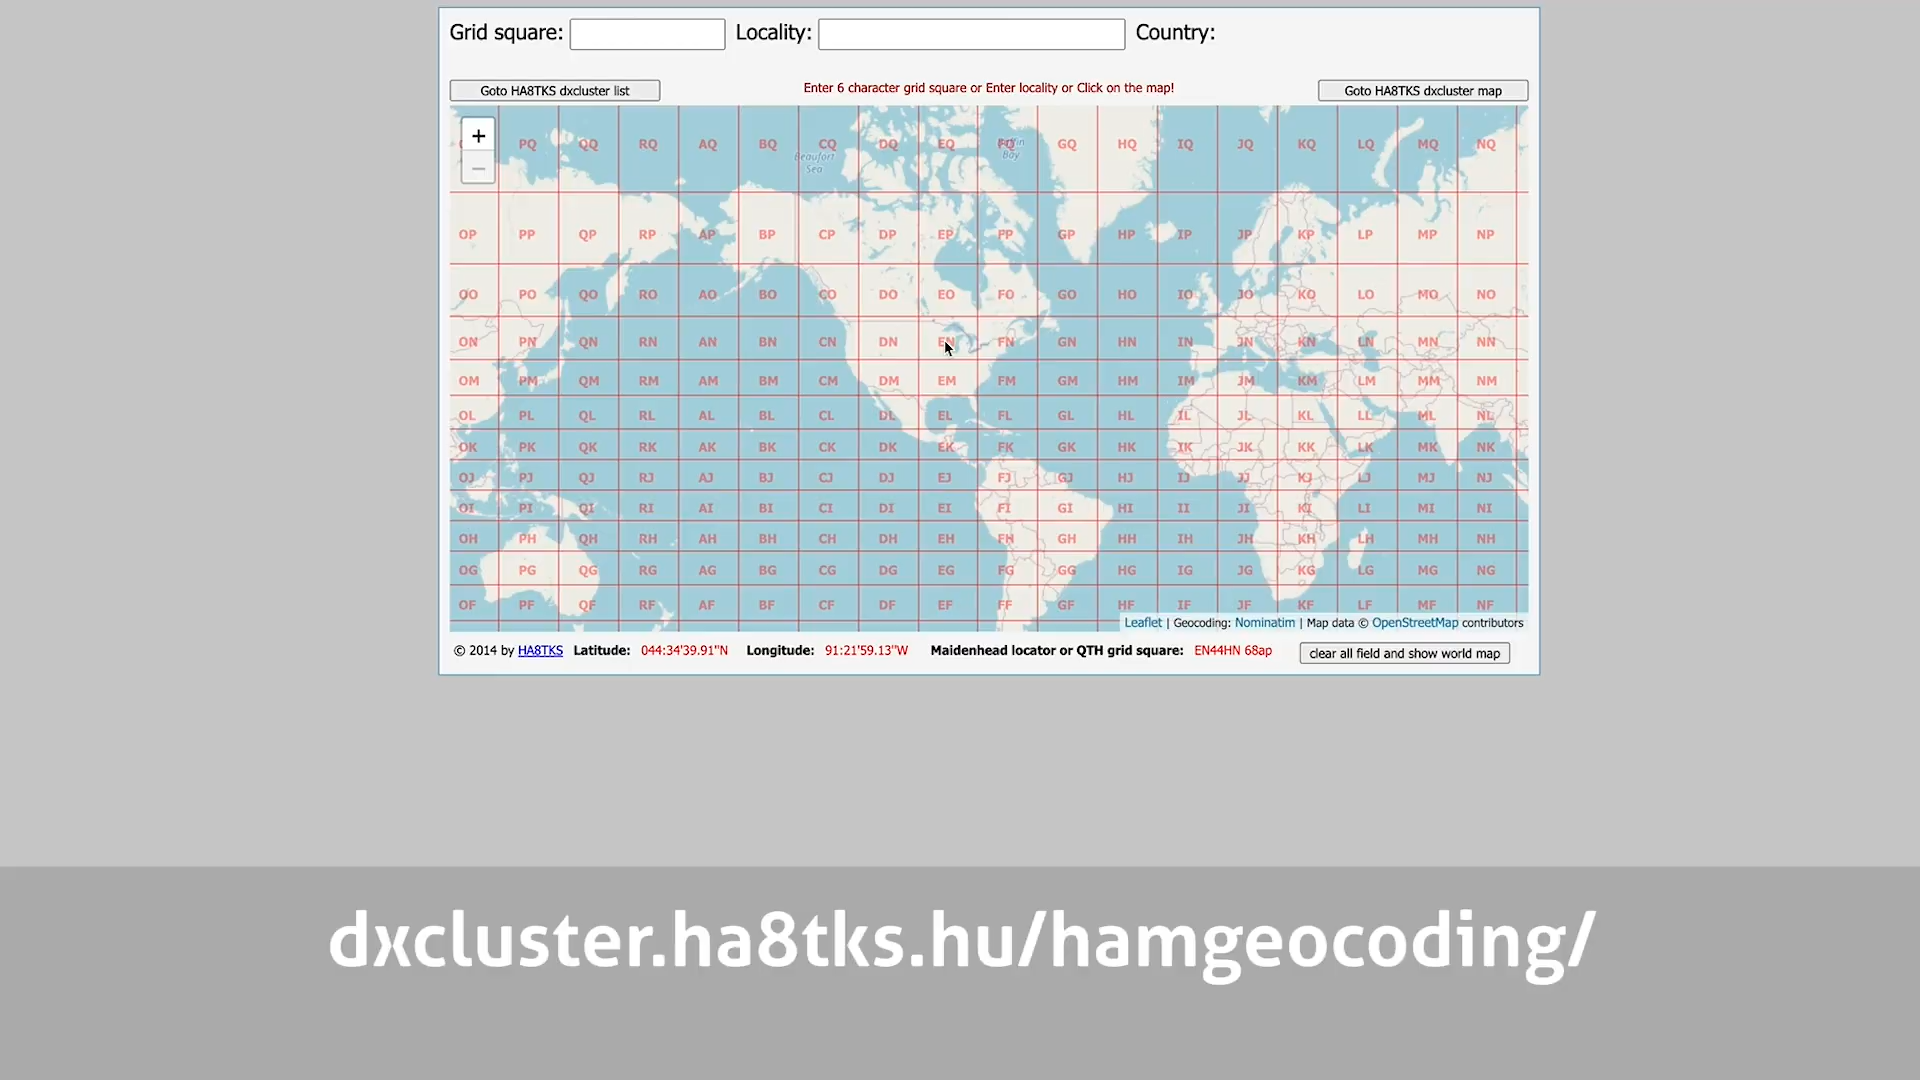 Grid square: Locality: Country:
Goto HA8TKS dxcluster list Enter 6 character grid square or Enter locality or Click on the map! Goto HA8TKS dxcluster map
+
PQ QQ RQ AQ BQ CQ DQ EQ FQ GQ HQ IQ JQ KQ LQ MQ NQ
Beaufort Sea
Baffin Bay
−
OP PP QP RP AP BP CP DP EP FP GP HP IP JP KP LP MP NP
OO PO QO RO AO BO CO DO EO FO GO HO IO JO KO LO MO NO
ON PN QN RN AN BN CN DN EN FN GN HN IN JN KN LN MN NN
OM PM QM RM AM BM CM DM EM FM GM HM IM JM KM LM MM NM
OL PL QL RL AL BL CL DL EL FL GL HL IL JL KL LL ML NL
OK PK QK RK AK BK CK DK EK FK GK HK IK JK KK LK MK NK
OJ PJ QJ RJ AJ BJ CJ DJ EJ FJ GJ HJ IJ JJ KJ LJ MJ NJ
OI PI QI RI AI BI CI DI EI FI GI HI II JI KI LI MI NI
OH PH QH RH AH BH CH DH EH FH GH HH IH JH KH LH MH NH
OG PG QG RG AG BG CG DG EG FG GG HG IG JG KG LG MG NG
OF PF QF RF AF BF CF DF EF FF GF HF IF JF KF LF MF NF
Leaflet | Geocoding: Nominatim | Map data © OpenStreetMap contributors
© 2014 by HA8TKS Latitude: 044:34'39.91''N Longitude: 91:21'59.13''W Maidenhead locator or QTH grid square: EN44HN 68ap clear all field and show world map
dxcluster.ha8tks.hu/hamgeocoding/